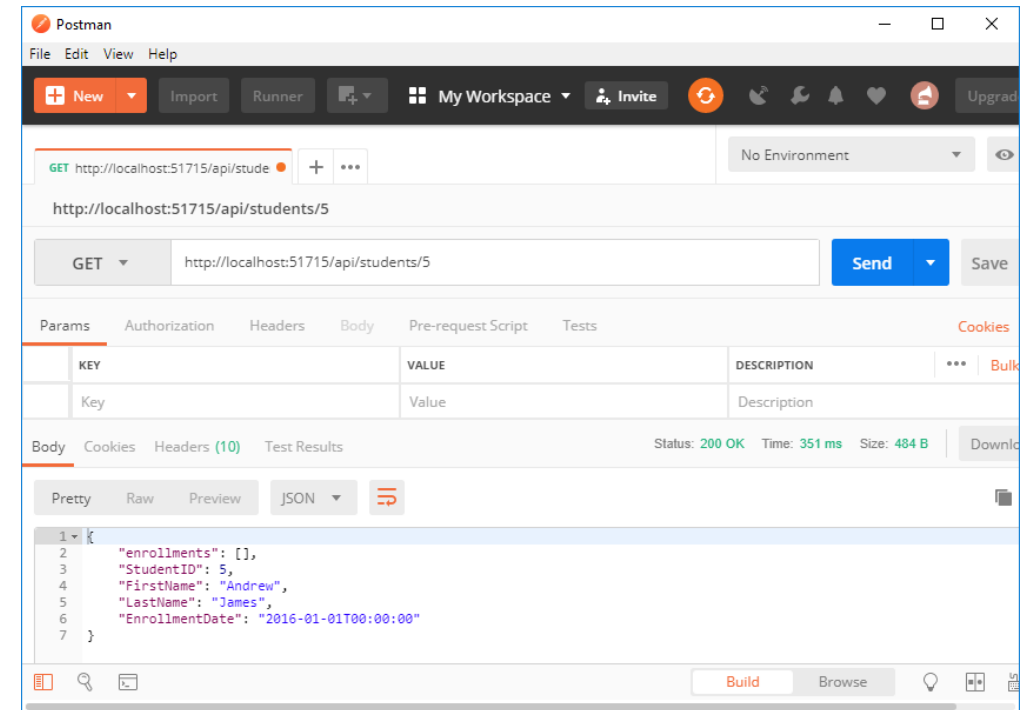 Postman
File Edit View Help
New Import Runner My Workspace Invite Upgrad
GET http://localhost:51715/api/stude No Environment
http://localhost:51715/api/students/5
GET http://localhost:51715/api/students/5 Send Save
Params Authorization Headers Body Pre-request Script Tests Cookies
KEY VALUE DESCRIPTION Bulk
Key Value Description
Body Cookies Headers (10) Test Results Status: 200 OK Time: 351 ms Size: 484 B Downlo
Pretty Raw Preview JSON
1 {
2 "enrollments": [],
3 "StudentID": 5,
4 "FirstName": "Andrew",
5 "LastName": "James",
6 "EnrollmentDate": "2016-01-01T00:00:00"
7 }
Build Browse